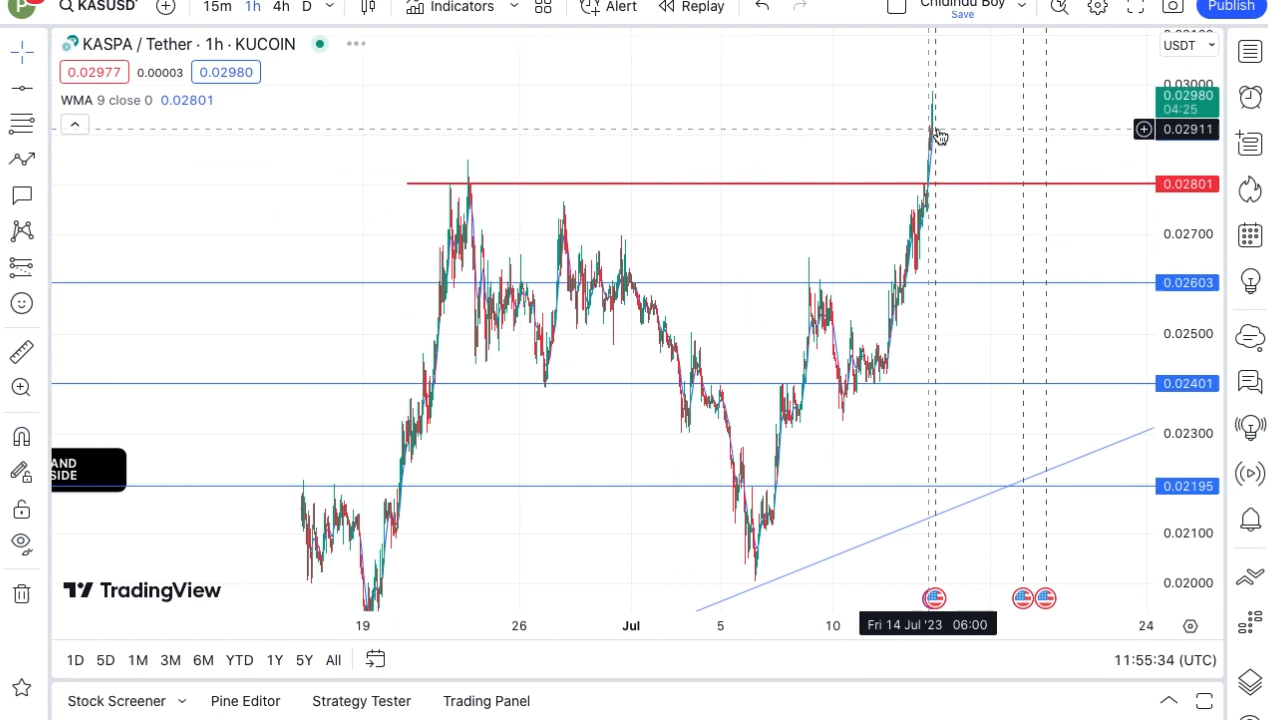 P
KASUSDT
15m 1h 4h D
Indicators
Alert
Replay
Chidindu Boy
Save
Publish
KASPA / Tether · 1h · KUCOIN
USDT
0.02977 0.00003 0.02980
WMA 9 close 0 0.02801
0.03000
0.02980
04:25
0.02911
0.02801
0.02700
0.02603
0.02500
0.02401
0.02300
AND
SIDE
0.02195
0.02100
0.02000
TradingView
19 26 Jul 5 10 Fri 14 Jul '23 06:00 24
1D 5D 1M 3M 6M YTD 1Y 5Y All
11:55:34 (UTC)
Stock Screener Pine Editor Strategy Tester Trading Panel